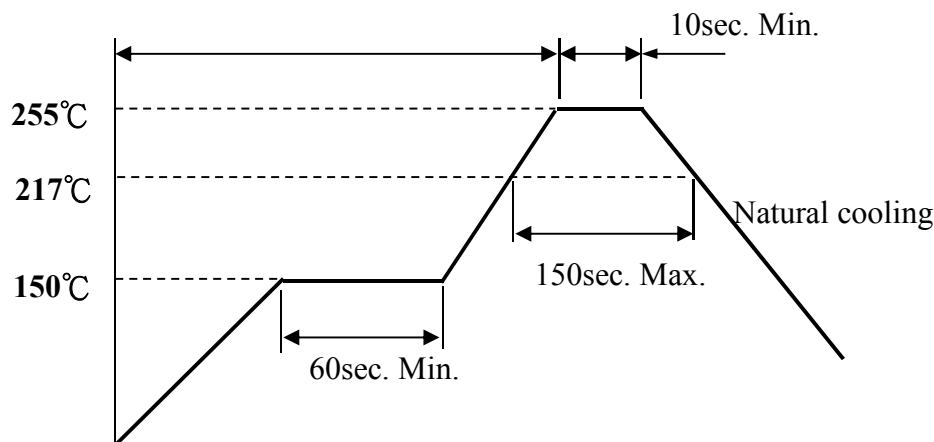 10sec. Min.
255℃
217℃
Natural cooling
150℃
150sec. Max.
60sec. Min.